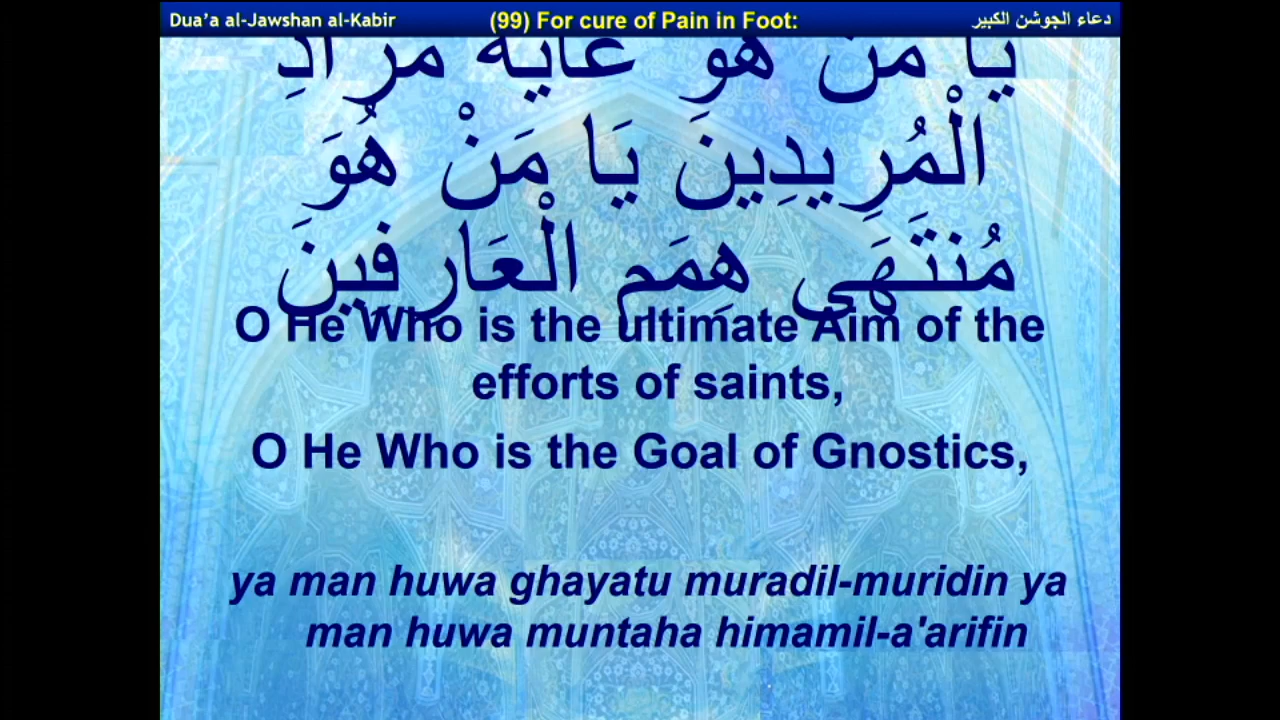 Dua’a al-Jawshan al-Kabir (99) For cure of Pain in Foot: دعاء الجوشن الكبير
يَا مَنْ هُوَ غَايَةُ مُرَادِ
الْمُرِيدِينَ يَا مَنْ هُوَ
مُنتَهَى هِمَمِ الْعَارِفِينَ
O He Who is the ultimate Aim of the
efforts of saints,
O He Who is the Goal of Gnostics,
ya man huwa ghayatu muradil-muridin ya
man huwa muntaha himamil-a'arifin